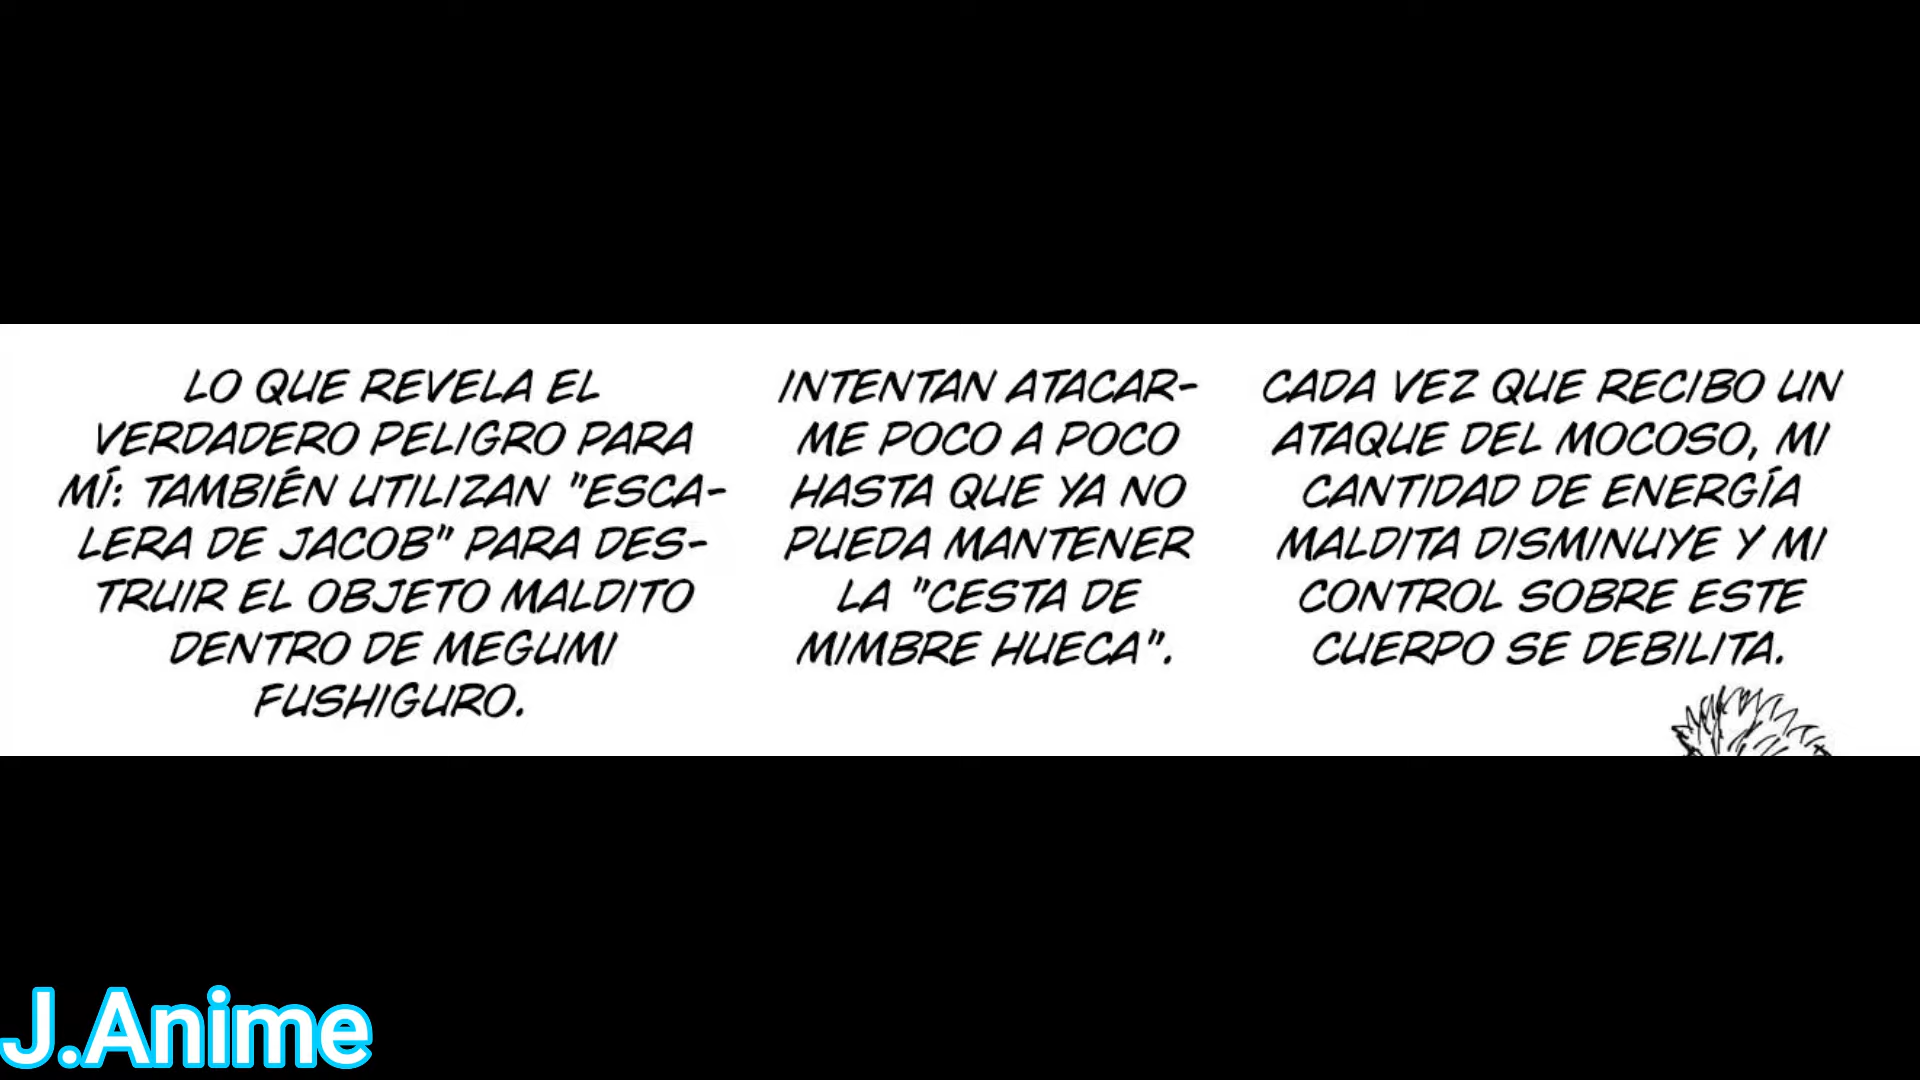 LO QUE REVELA EL
VERDADERO PELIGRO PARA
MÍ: TAMBIÉN UTILIZAN "ESCA-
LERA DE JACOB" PARA DES-
TRUIR EL OBJETO MALDITO
DENTRO DE MEGUMI
FUSHIGURO.
INTENTAN ATACAR-
ME POCO A POCO
HASTA QUE YA NO
PUEDA MANTENER
LA "CESTA DE
MIMBRE HUECA".
CADA VEZ QUE RECIBO UN
ATAQUE DEL MOCOSO, MI
CANTIDAD DE ENERGÍA
MALDITA DISMINUYE Y MI
CONTROL SOBRE ESTE
CUERPO SE DEBILITA.
J.Anime